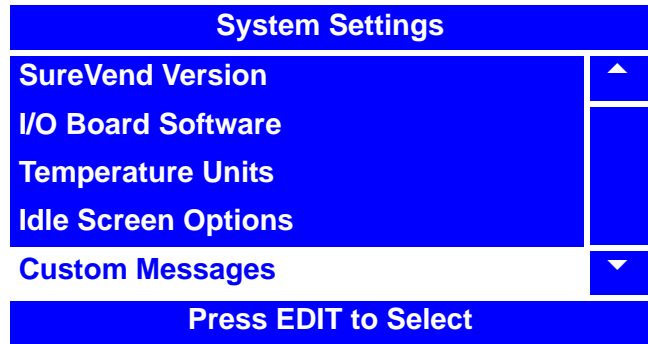 System Settings
SureVend Version
I/O Board Software
Temperature Units
Idle Screen Options
Custom Messages
Press EDIT to Select